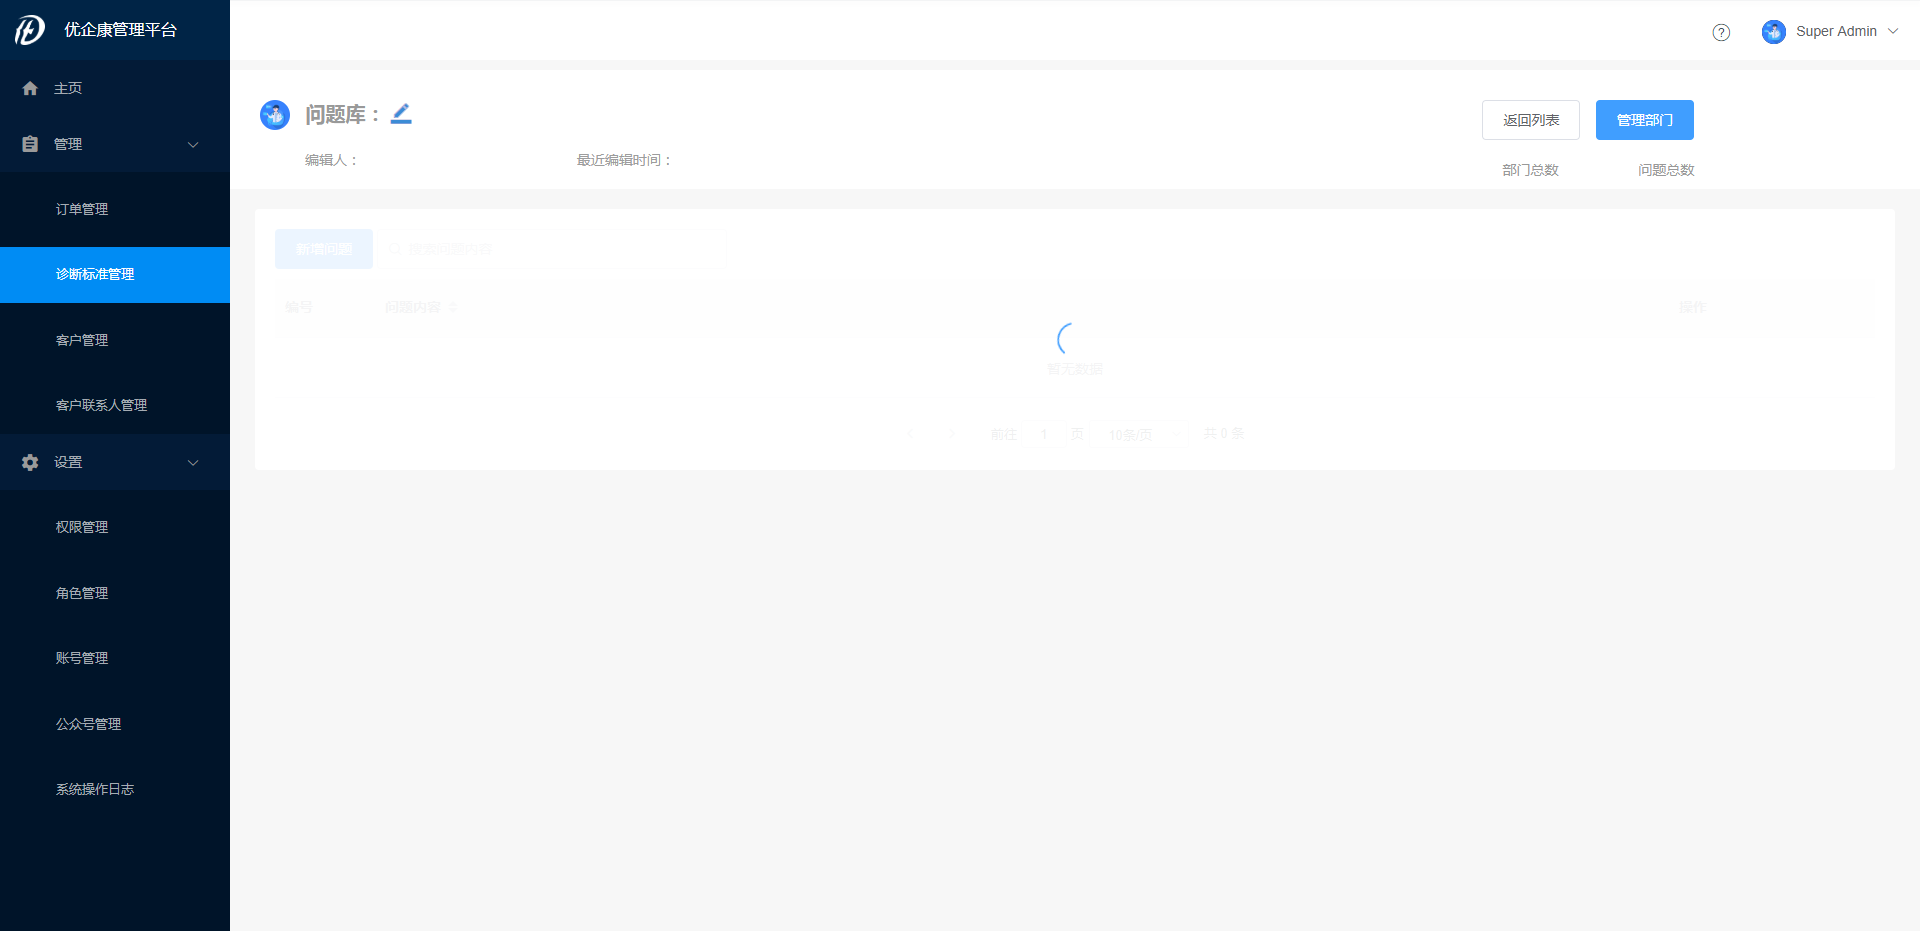 优企康管理平台
Super Admin
主页
管理
订单管理
诊断标准管理
客户管理
客户联系人管理
设置
权限管理
角色管理
账号管理
公众号管理
系统操作日志
问题库：
编辑人：
最近编辑时间：
返回列表
管理部门
部门总数
问题总数
新增问题
搜索问题内容
编号
问题内容
操作
暂无数据
前往 1 页 10条/页 共 0 条